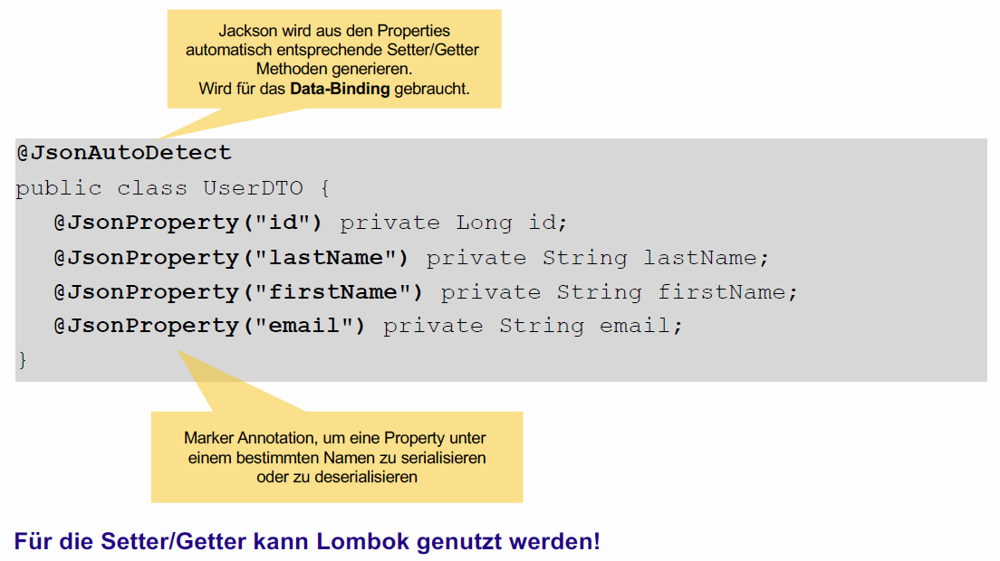 Jackson wird aus den Properties
automatisch entsprechende Setter/Getter
Methoden generieren.
Wird für das Data-Binding gebraucht.
@JsonAutoDetect
public class UserDTO {
@JsonProperty("id") private Long id;
@JsonProperty("lastName") private String lastName;
@JsonProperty("firstName") private String firstName;
@JsonProperty("email") private String email;
}
Marker Annotation, um eine Property unter
einem bestimmten Namen zu serialisieren
oder zu deserialisieren
Für die Setter/Getter kann Lombok genutzt werden!